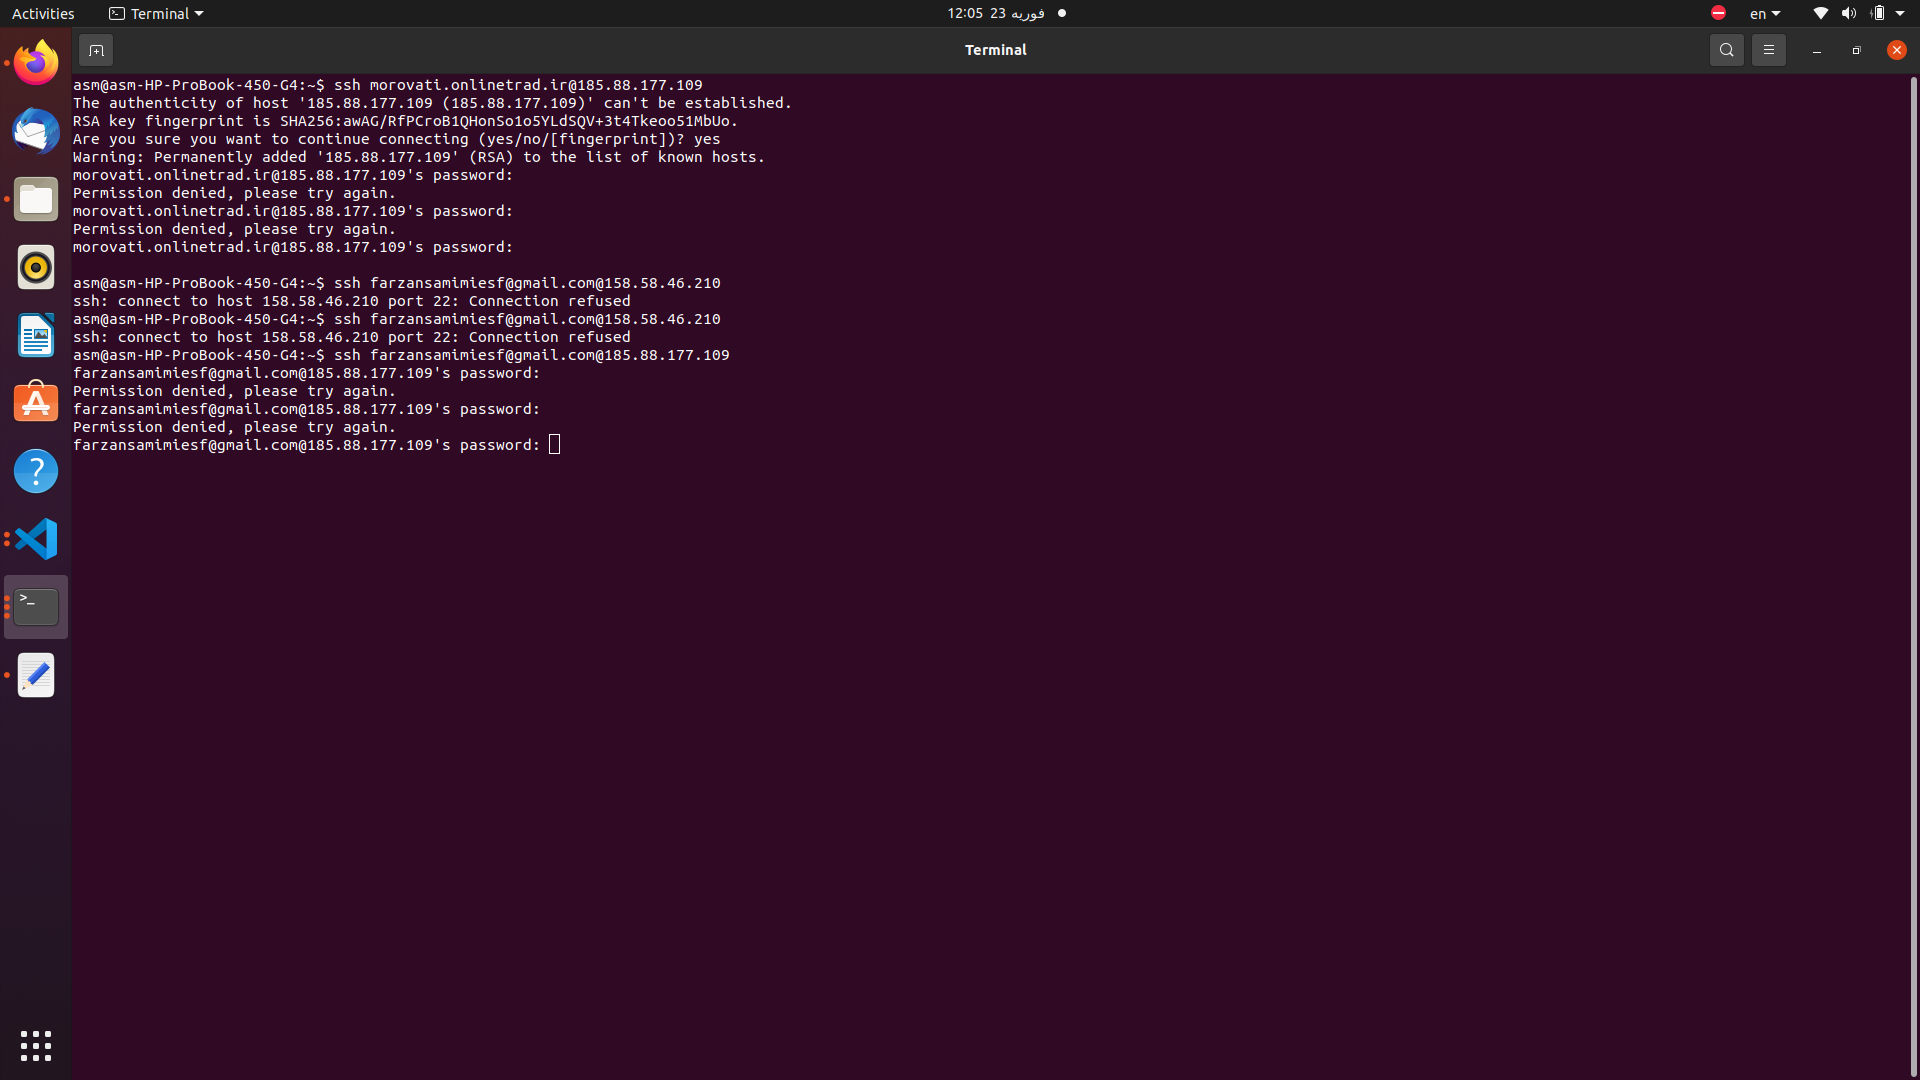 Activities
Terminal
12:05 23 فوریه
en
Terminal
asm@asm-HP-ProBook-450-G4:~$ ssh morovati.onlinetrad.ir@185.88.177.109
The authenticity of host '185.88.177.109 (185.88.177.109)' can't be established.
RSA key fingerprint is SHA256:awAG/RfPCroB1QHonSo1o5YLdSQV+3t4Tkeoo51MbUo.
Are you sure you want to continue connecting (yes/no/[fingerprint])? yes
Warning: Permanently added '185.88.177.109' (RSA) to the list of known hosts.
morovati.onlinetrad.ir@185.88.177.109's password:
Permission denied, please try again.
morovati.onlinetrad.ir@185.88.177.109's password:
Permission denied, please try again.
morovati.onlinetrad.ir@185.88.177.109's password:
asm@asm-HP-ProBook-450-G4:~$ ssh farzansamimiesf@gmail.com@158.58.46.210
ssh: connect to host 158.58.46.210 port 22: Connection refused
asm@asm-HP-ProBook-450-G4:~$ ssh farzansamimiesf@gmail.com@158.58.46.210
ssh: connect to host 158.58.46.210 port 22: Connection refused
asm@asm-HP-ProBook-450-G4:~$ ssh farzansamimiesf@gmail.com@185.88.177.109
farzansamimiesf@gmail.com@185.88.177.109's password:
Permission denied, please try again.
farzansamimiesf@gmail.com@185.88.177.109's password:
Permission denied, please try again.
farzansamimiesf@gmail.com@185.88.177.109's password: